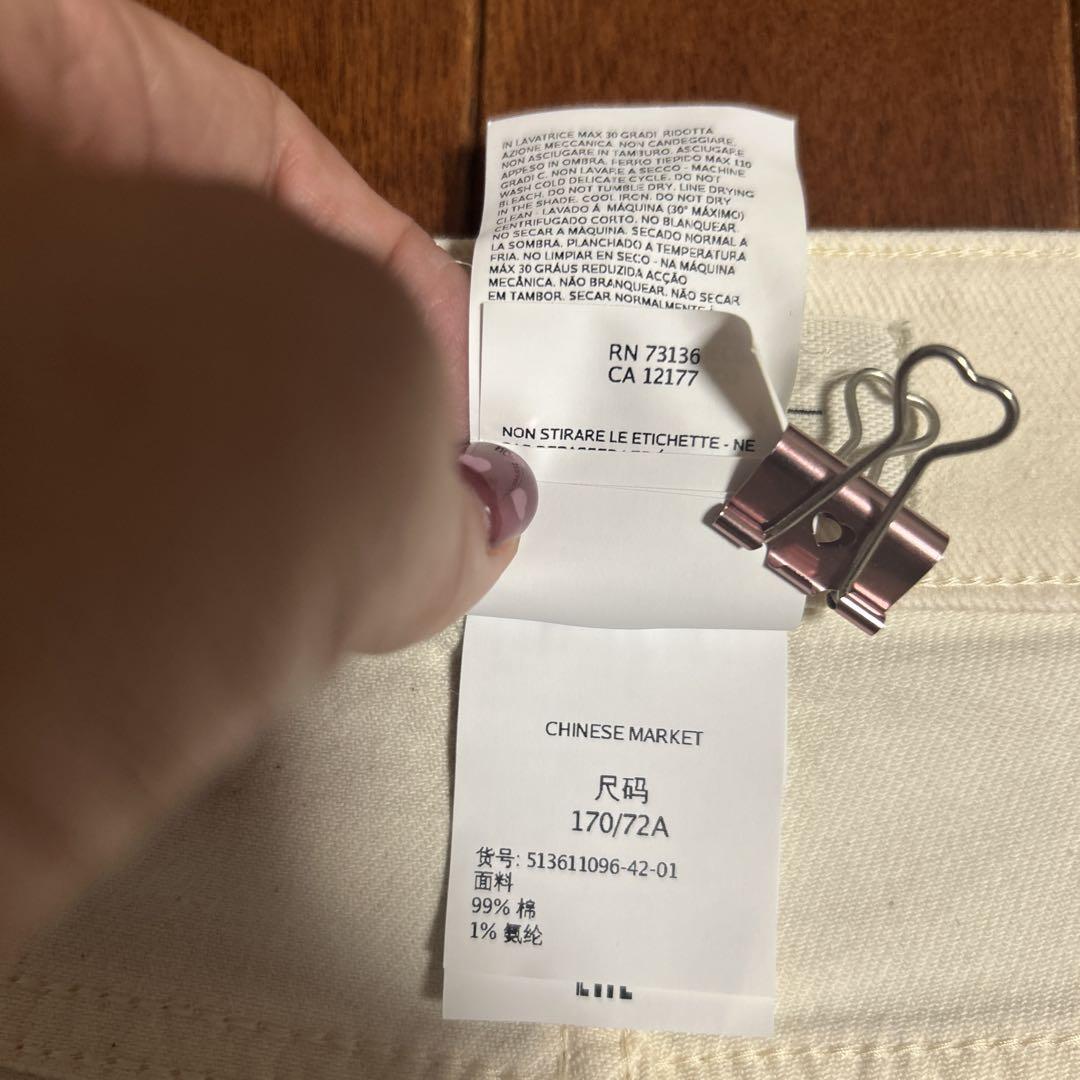 IN LAVATRICE MAX 30 GRADI RIDOTTA
AZIONE MECCANICA. NON CANDEGGIARE.
NON ASCIUGARE IN TAMBURO. ASCIUGARE
APPESO IN OMBRA. FERRO TIEPIDO MAX 110
GRADI C. NON LAVARE A SECCO - MACHINE
WASH COLD DELICATE CYCLE. DO NOT
BLEACH. DO NOT TUMBLE DRY. LINE DRYING
IN THE SHADE. COOL IRON. DO NOT DRY
CLEAN - LAVADO Á MÁQUINA (30° MÁXIMO)
CENTRIFUGADO CORTO. NO BLANQUEAR.
NO SECAR A MÁQUINA. SECADO NORMAL A
LA SOMBRA. PLANCHADO A TEMPERATURA
FRIA. NO LIMPIAR EN SECO - NA MÁQUINA
MÁX 30 GRÁUS REDUZIDA ACÇÃO
MECÂNICA. NÃO BRANQUEAR. NÃO SECAR
EM TAMBOR. SECAR NORMALMENTE
RN 73136
CA 12177
NON STIRARE LE ETICHETTE - NE
CHINESE MARKET
尺码
170/72A
货号: 513611096-42-01
面料
99% 棉
1% 氨纶